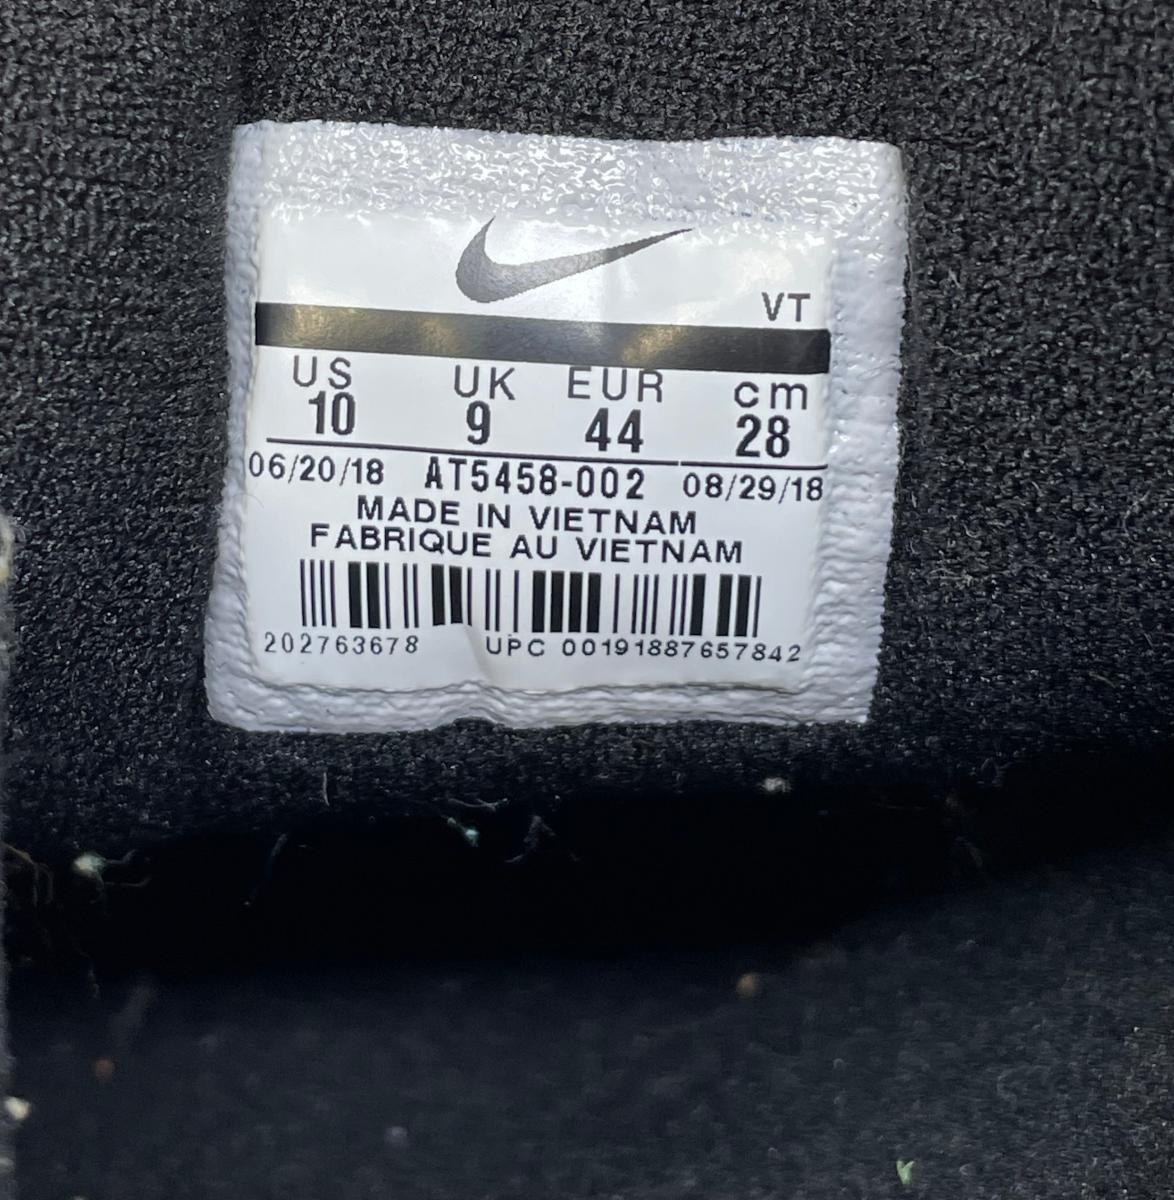 VT
US UK EUR cm
10 9 44 28
06/20/18 AT5458-002 08/29/18
MADE IN VIETNAM
FABRIQUE AU VIETNAM
202763678 UPC 00191887657842